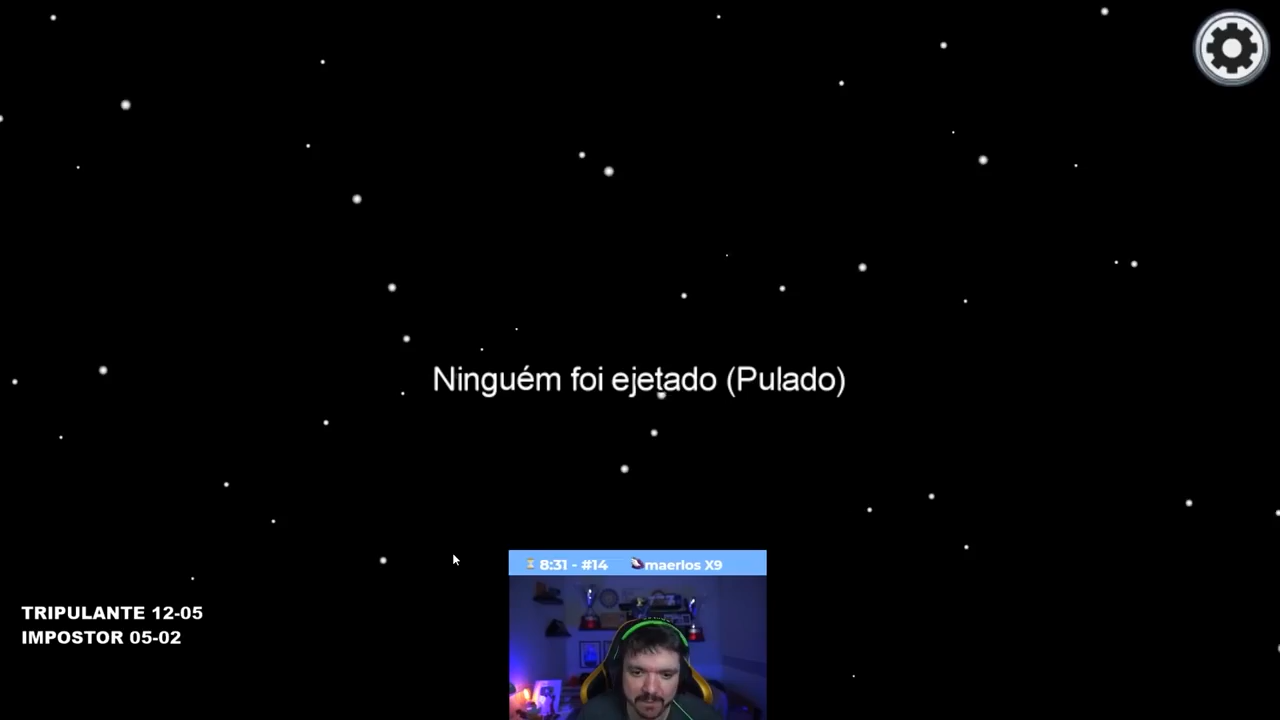 Ninguém foi ejetado (Pulado)
8:31 - #14 maerlos X9
TRIPULANTE 12-05
IMPOSTOR 05-02